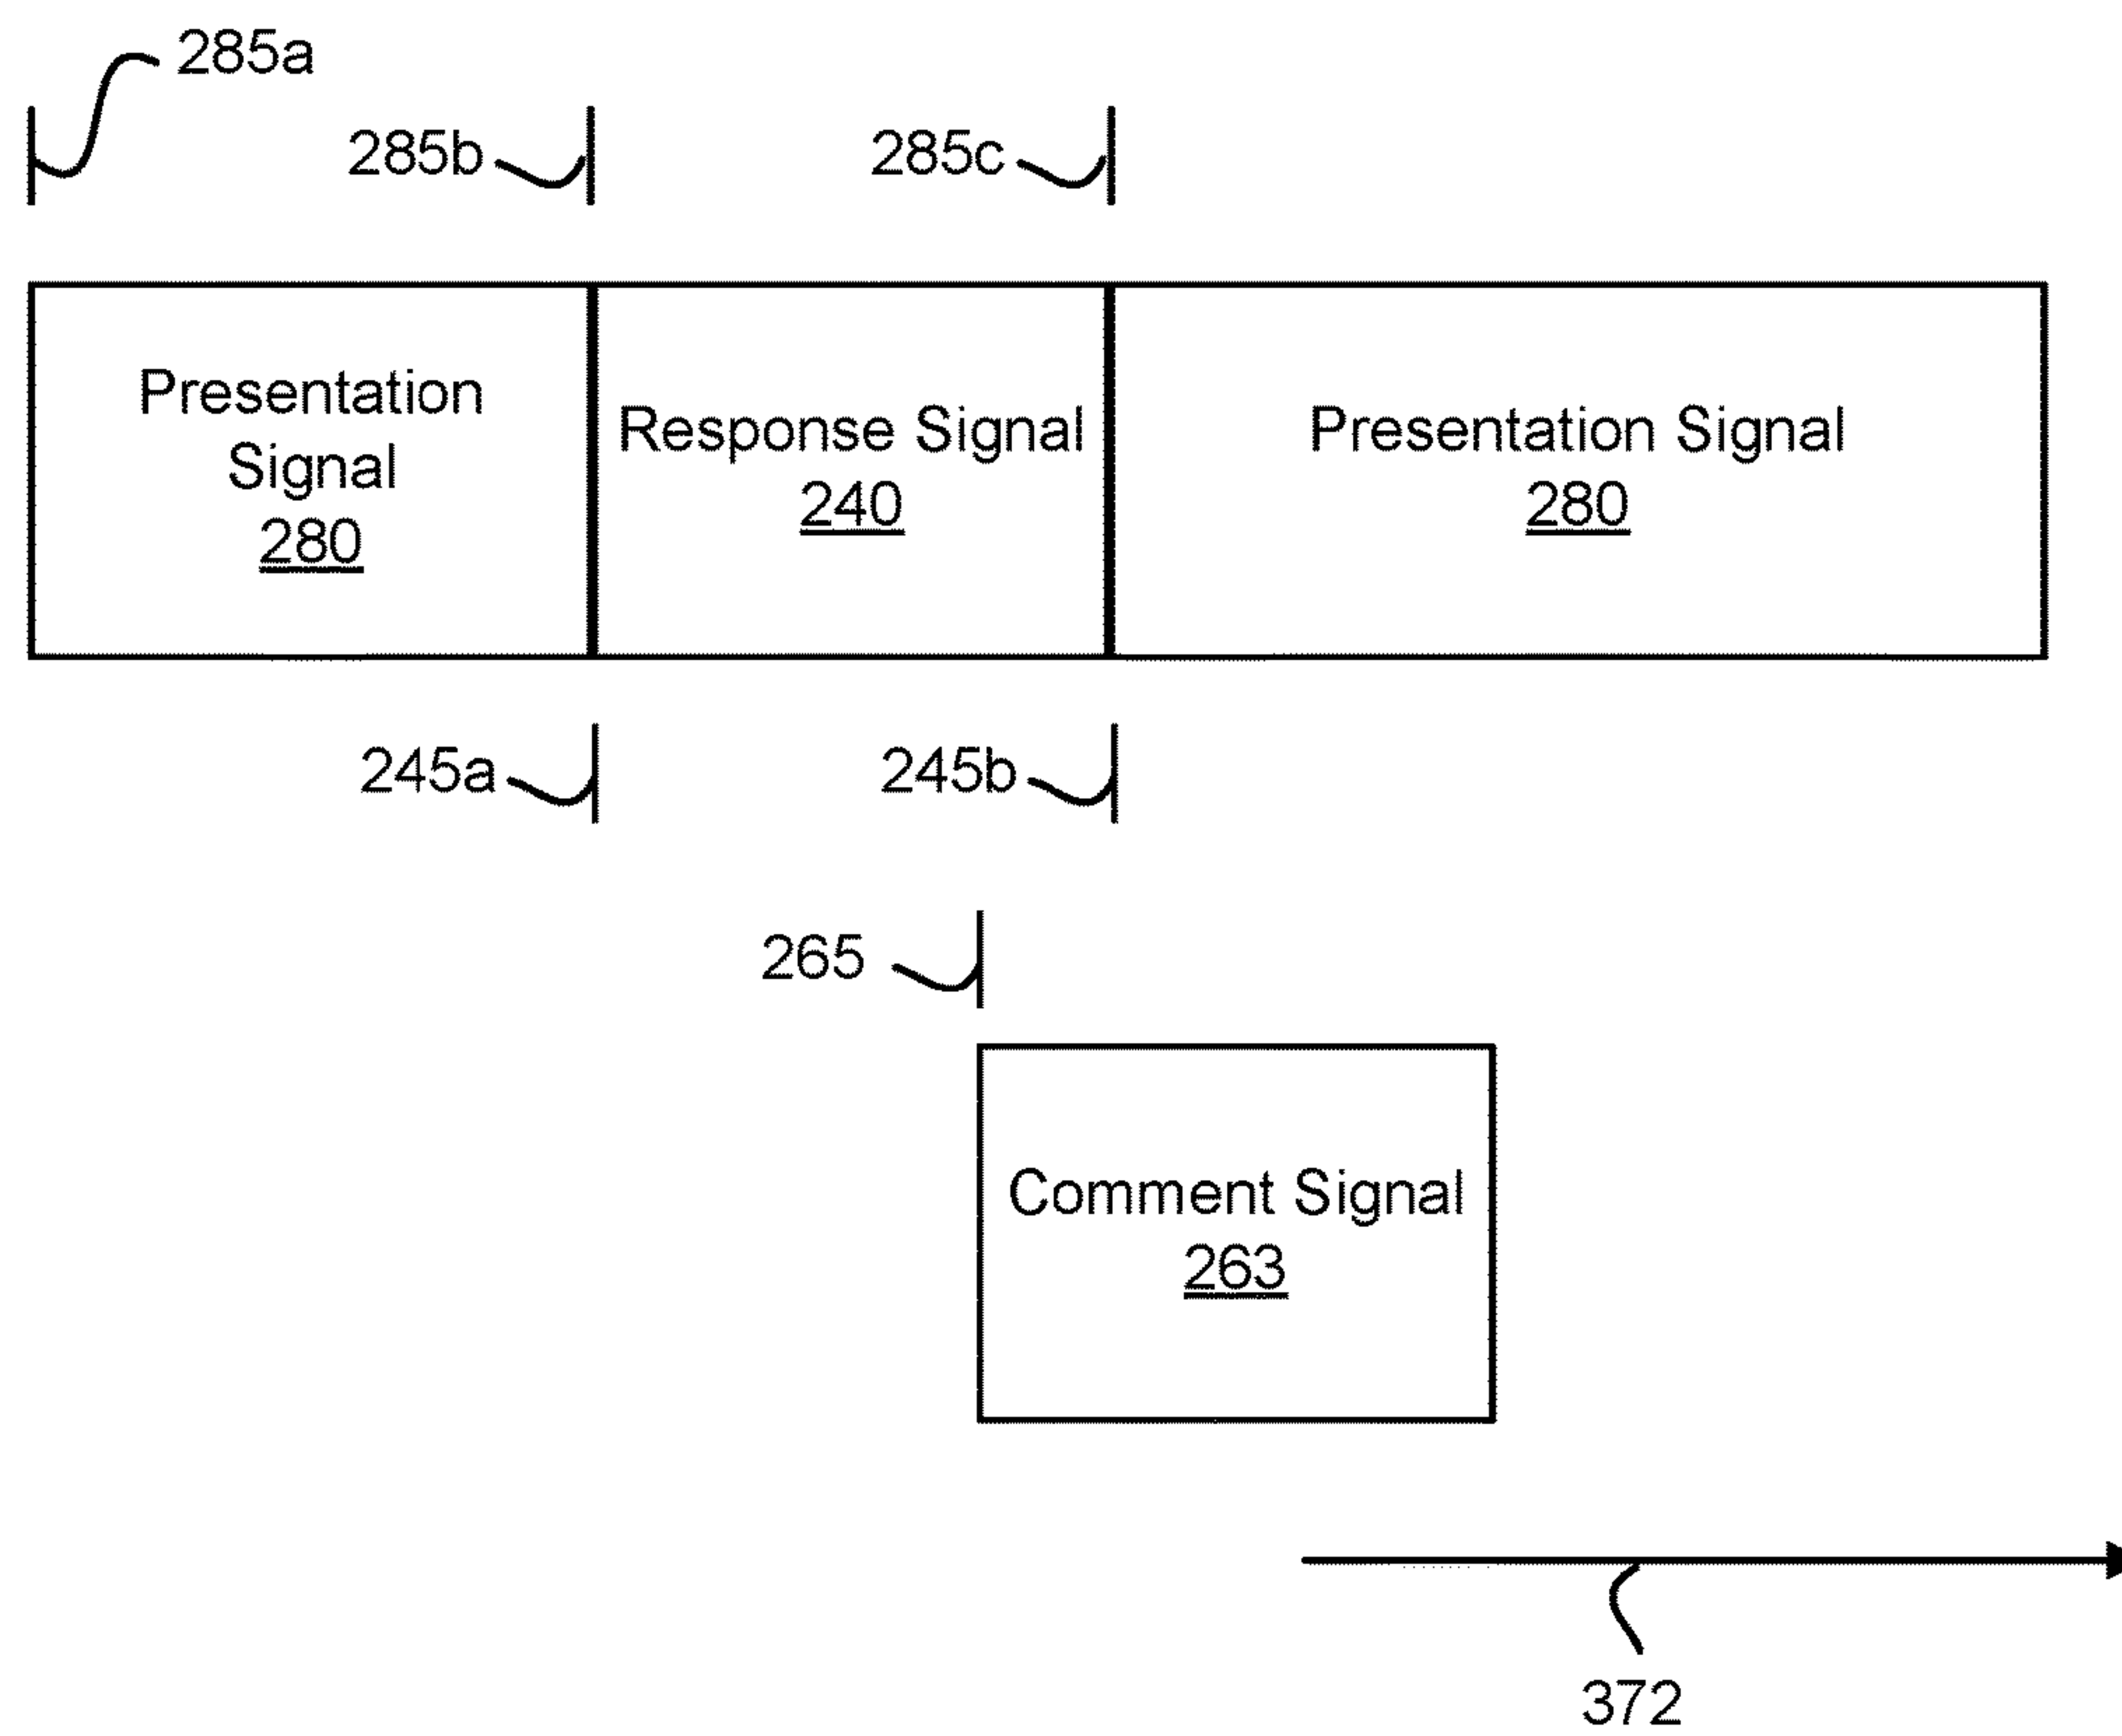 285a
285b
285c
Presentation
Signal
280
Response Signal
240
Presentation Signal
280
245a
245b
265
Comment Signal
263
372